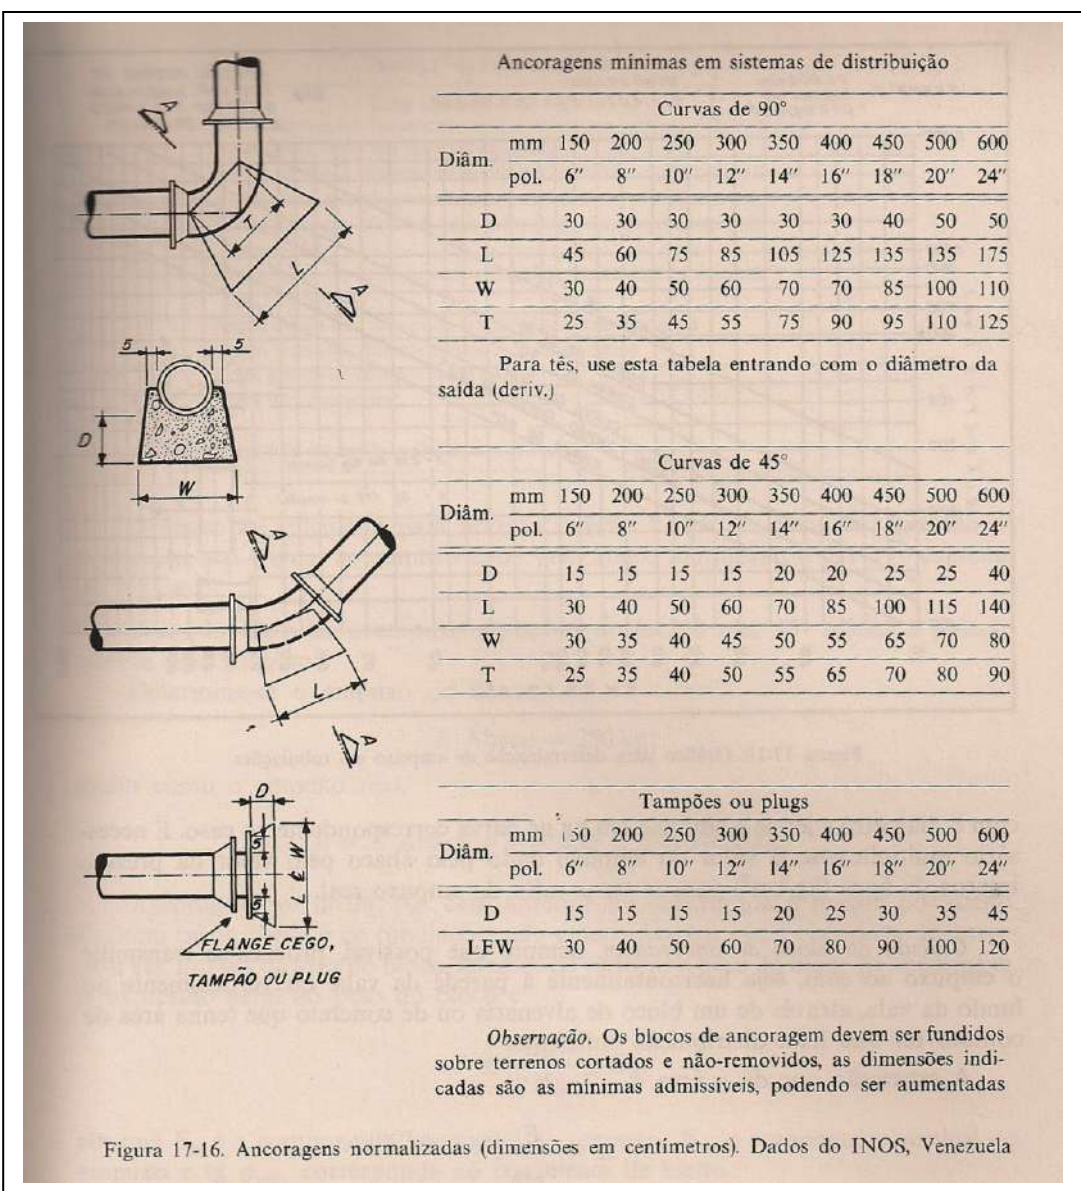 Ancoragens mínimas em sistemas de distribuição
Curvas de 90°
Diâm. mm 150 200 250 300 350 400 450 500 600
pol. 6″ 8″ 10″ 12″ 14″ 16″ 18″ 20″ 24″
D 30 30 30 30 30 30 40 50 50
L 45 60 75 85 105 125 135 135 175
W 30 40 50 60 70 70 85 100 110
T 25 35 45 55 75 90 95 110 125
Para tês, use esta tabela entrando com o diâmetro da
saída (deriv.)
Curvas de 45°
Diâm. mm 150 200 250 300 350 400 450 500 600
pol. 6″ 8″ 10″ 12″ 14″ 16″ 18″ 20″ 24″
D 15 15 15 15 20 20 25 25 40
L 30 40 50 60 70 85 100 115 140
W 30 35 40 45 50 55 65 70 80
T 25 35 40 50 55 65 70 80 90
Tampões ou plugs
Diâm. mm 150 200 250 300 350 400 450 500 600
pol. 6″ 8″ 10″ 12″ 14″ 16″ 18″ 20″ 24″
D 15 15 15 15 20 25 30 35 45
LEW 30 40 50 60 70 80 90 100 120
A
T
L
A
5 5
D
W
A
L
A
D
5
L E W
5
FLANGE CEGO,
TAMPÃO OU PLUG
Observação. Os blocos de ancoragem devem ser fundidos
sobre terrenos cortados e não-removidos, as dimensões indi-
cadas são as mínimas admissíveis, podendo ser aumentadas
Figura 17-16. Ancoragens normalizadas (dimensões em centímetros). Dados do INOS, Venezuela